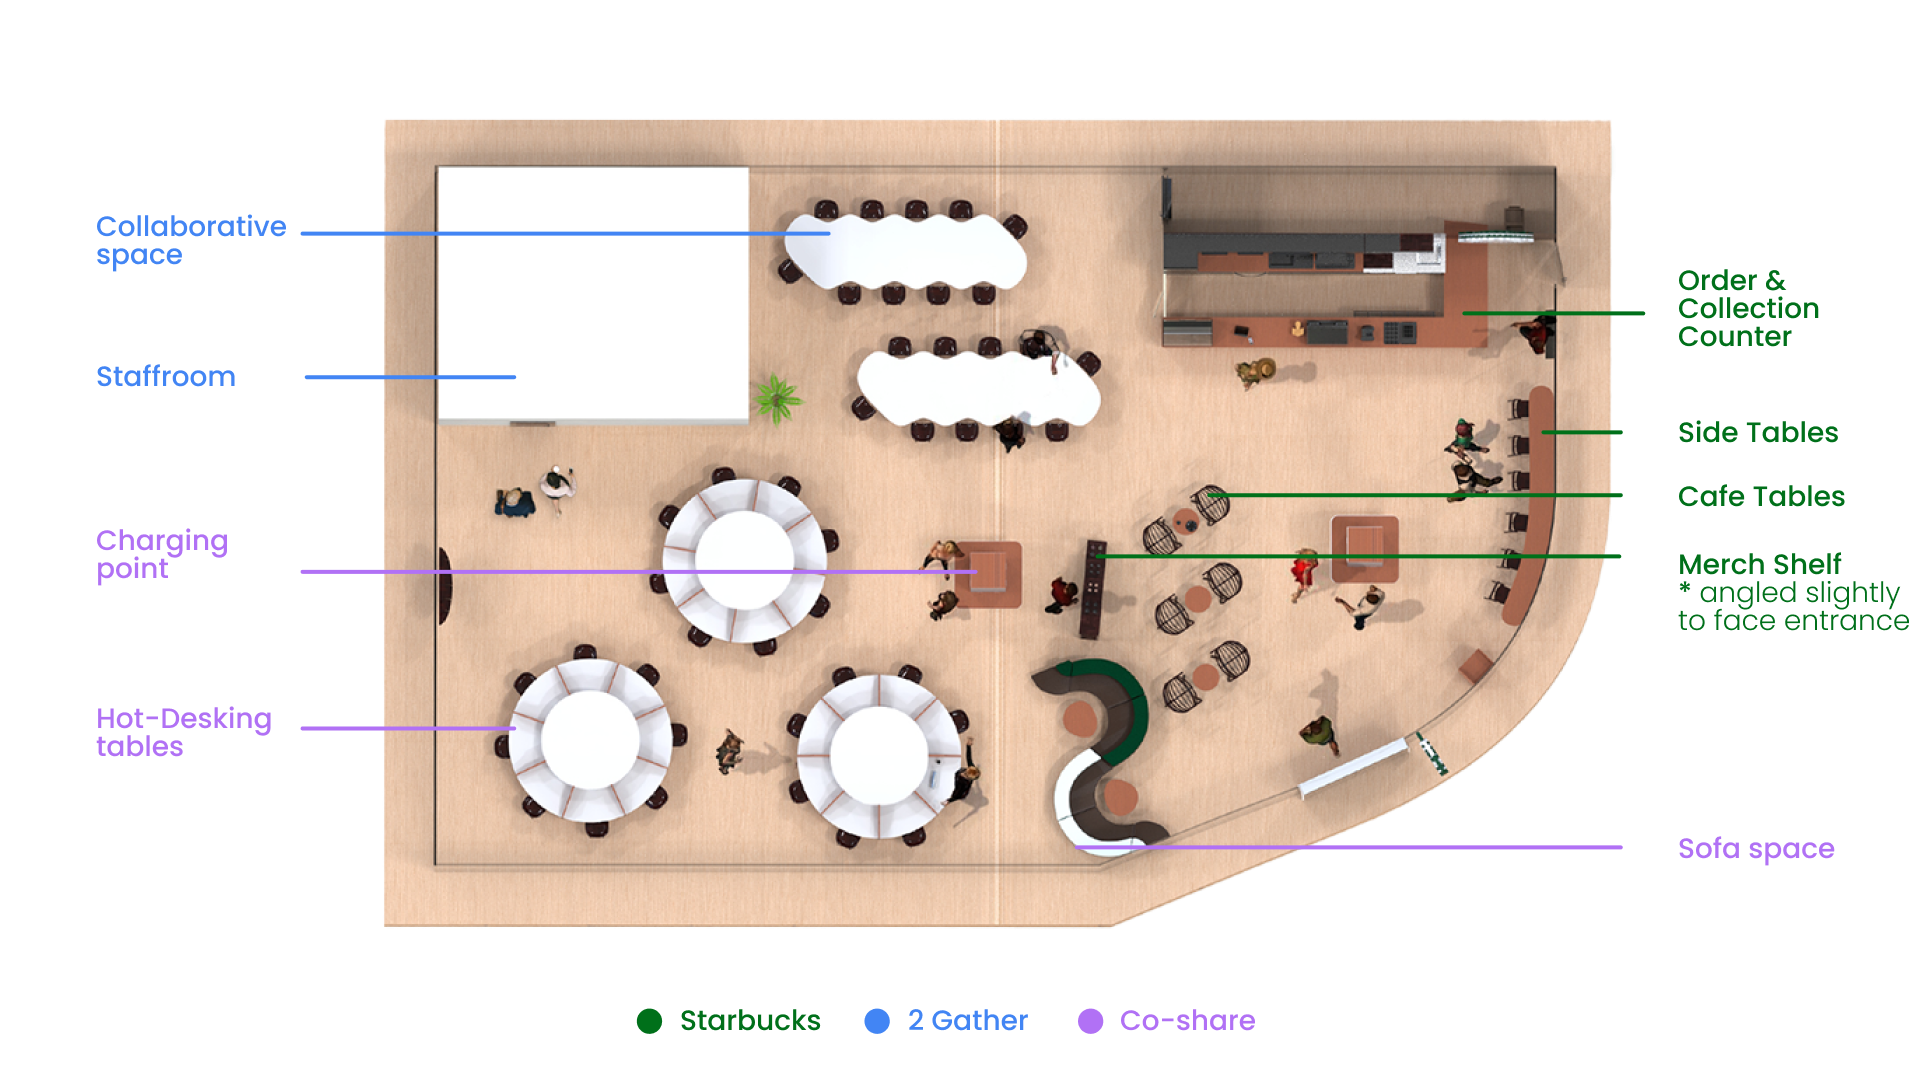 Collaborative
space
Staffroom
Charging
point
Hot-Desking
tables
Order &
Collection
Counter
Side Tables
Cafe Tables
Merch Shelf
* angled slightly
to face entrance
Sofa space
Starbucks
2 Gather
Co-share